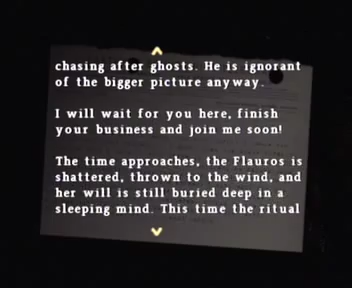 chasing after ghosts. He is ignorant
of the bigger picture anyway.
I will wait for you here, finish
your business and join me soon!
The time approaches, the Flauros is
shattered, thrown to the wind, and
her will is still buried deep in a
sleeping mind. This time the ritual